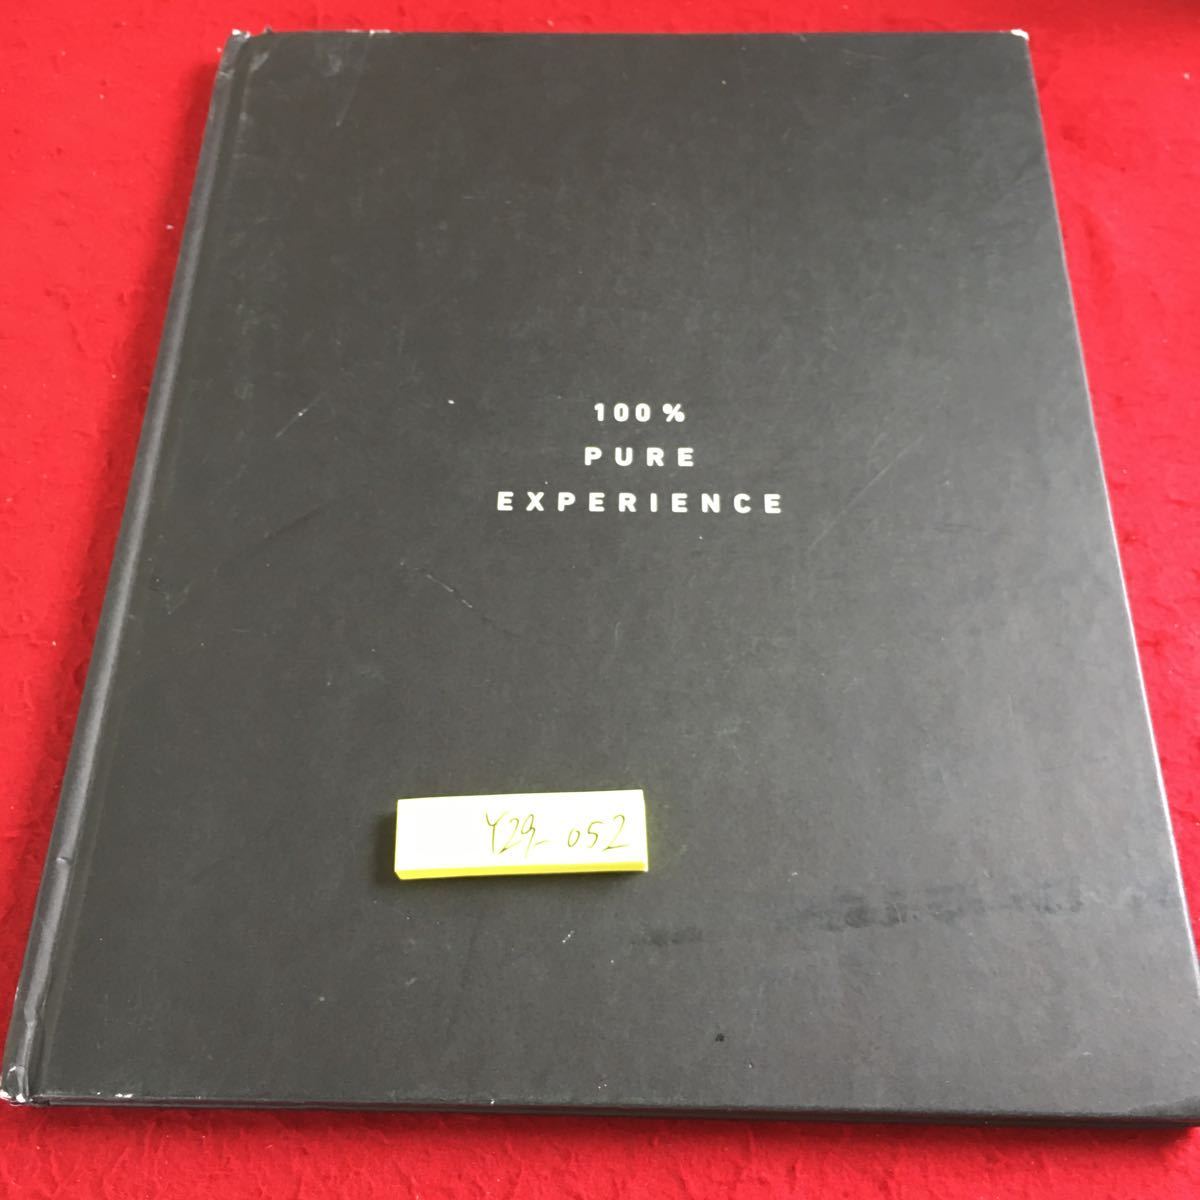 100%
PURE
EXPERIENCE
Y29-052